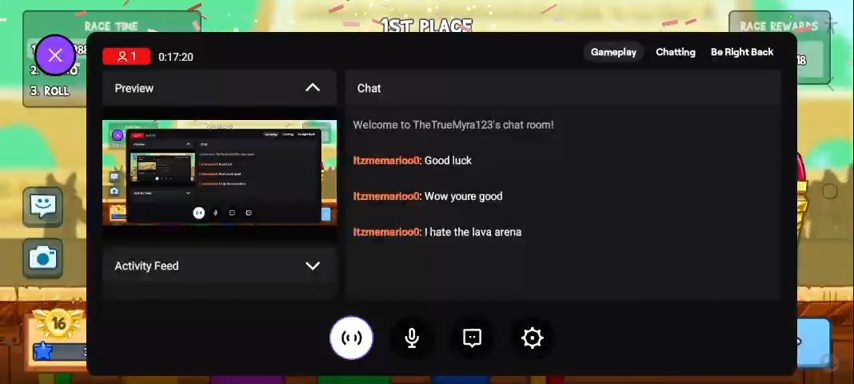 RACE TIME
1ST PLACE
RACE REWARDS
1
0:17:20
Gameplay
Chatting
Be Right Back
3. ROLL
Preview
Chat
Welcome to TheTrueMyra123's chat room!
Itzmemarioo0: Good luck
Itzmemarioo0: Wow youre good
Itzmemarioo0: I hate the lava arena
Activity Feed
16